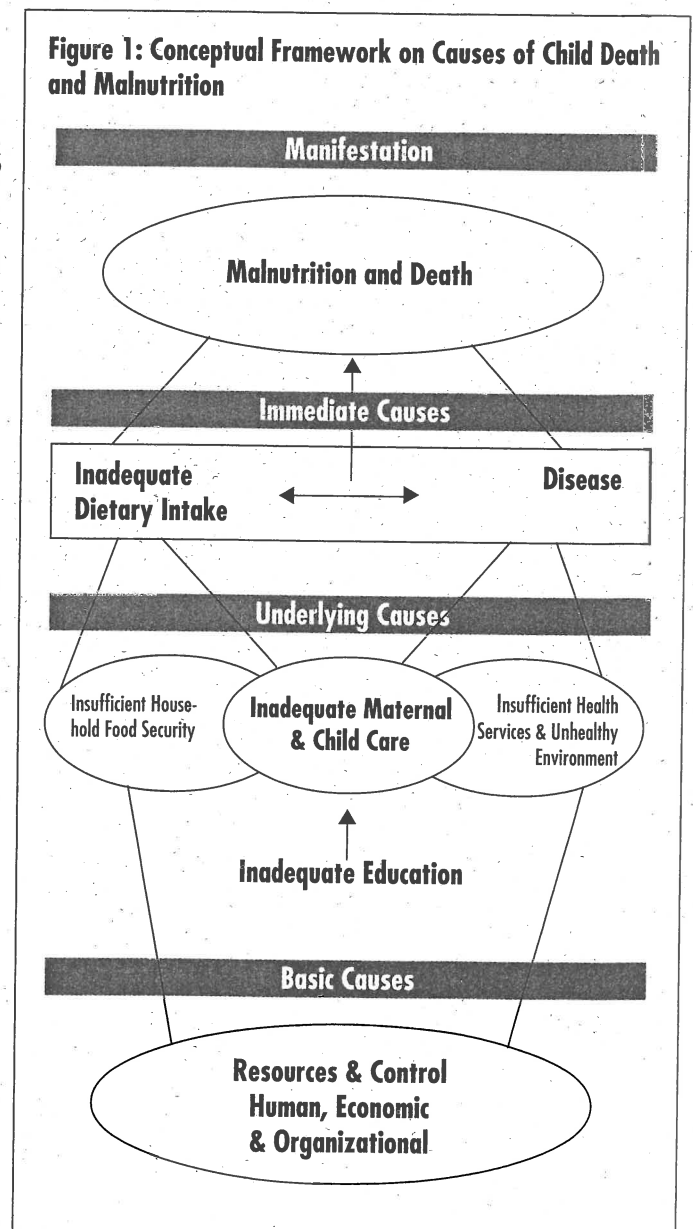 Figure 1: Conceptual Framework on Causes of Child Death
and Malnutrition
Manifestation
Malnutrition and Death
Immediate Causes
Inadequate
Dietary Intake
Disease
Underlying Causes
Insufficient House-
hold Food Security
Inadequate Maternal
& Child Care
Insufficient Health
Services & Unhealthy
Environment
Inadequate Education
Basic Causes
Resources & Control
Human, Economic
& Organizational